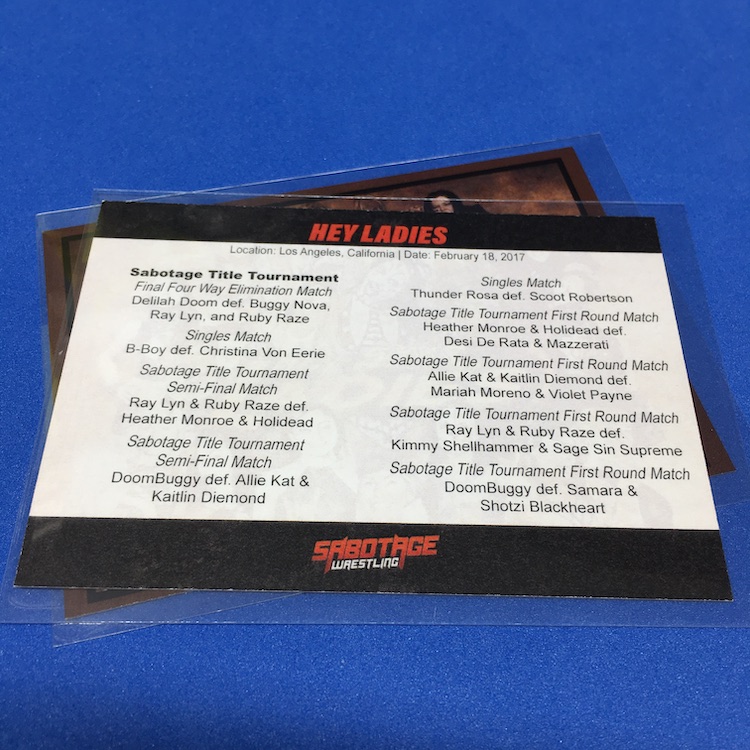 HEY LADIES
Location: Los Angeles, California | Date: February 18, 2017
Sabotage Title Tournament
Final Four Way Elimination Match
Delilah Doom def. Buggy Nova,
Ray Lyn, and Ruby Raze
Singles Match
B-Boy def. Christina Von Eerie
Sabotage Title Tournament
Semi-Final Match
Ray Lyn & Ruby Raze def.
Heather Monroe & Holidead
Sabotage Title Tournament
Semi-Final Match
DoomBuggy def. Allie Kat &
Kaitlin Diemond
Singles Match
Thunder Rosa def. Scoot Robertson
Sabotage Title Tournament First Round Match
Heather Monroe & Holidead def.
Desi De Rata & Mazzerati
Sabotage Title Tournament First Round Match
Allie Kat & Kaitlin Diemond def.
Mariah Moreno & Violet Payne
Sabotage Title Tournament First Round Match
Ray Lyn & Ruby Raze def.
Kimmy Shellhammer & Sage Sin Supreme
Sabotage Title Tournament First Round Match
DoomBuggy def. Samara &
Shotzi Blackheart
SABOTAGE
WRESTLING